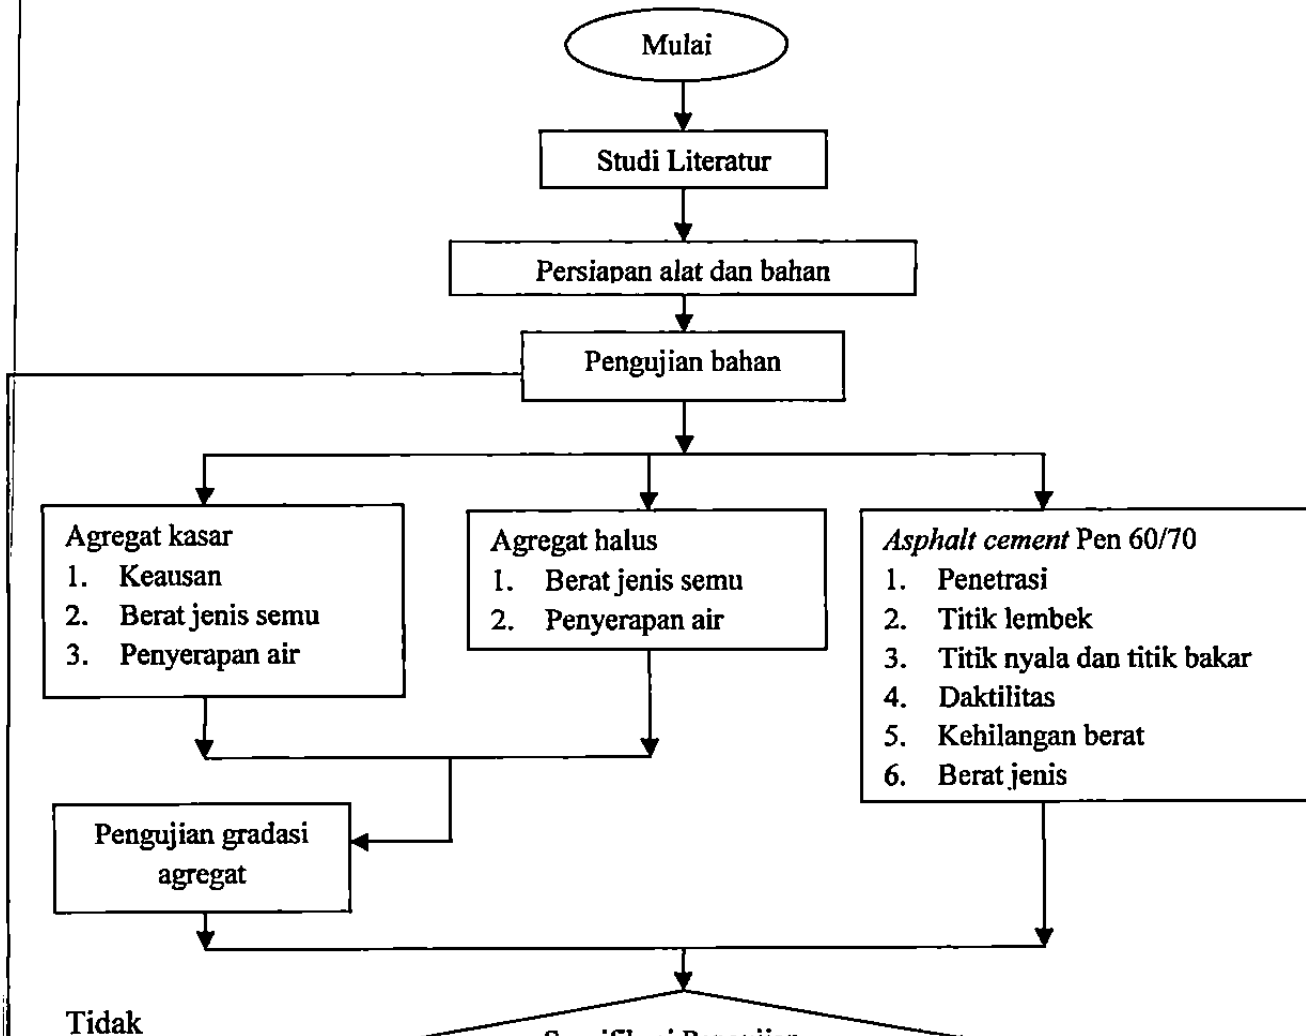 Mulai
Studi Literatur
Persiapan alat dan bahan
Pengujian bahan
Agregat kasar
1. Keausan
2. Berat jenis semu
3. Penyerapan air
Agregat halus
1. Berat jenis semu
2. Penyerapan air
Asphalt cement Pen 60/70
1. Penetrasi
2. Titik lembek
3. Titik nyala dan titik bakar
4. Daktilitas
5. Kehilangan berat
6. Berat jenis
Pengujian gradasi
agregat
Tidak